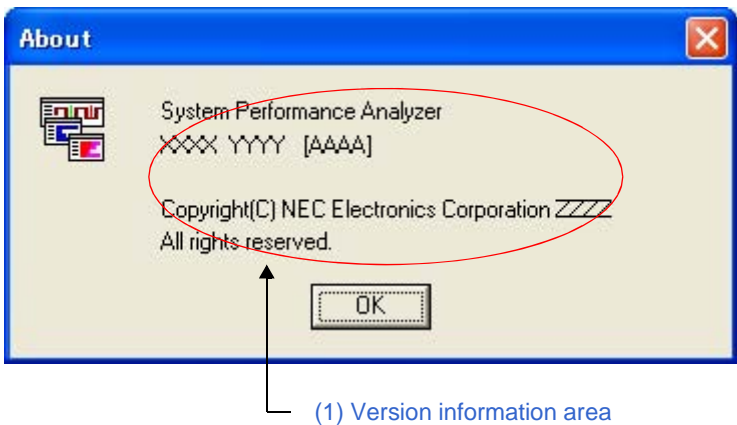 About
System Performance Analyzer
XXXX YYYY [AAAA]
Copyright(C) NEC Electronics Corporation ZZZZ
All rights reserved.
OK
(1) Version information area